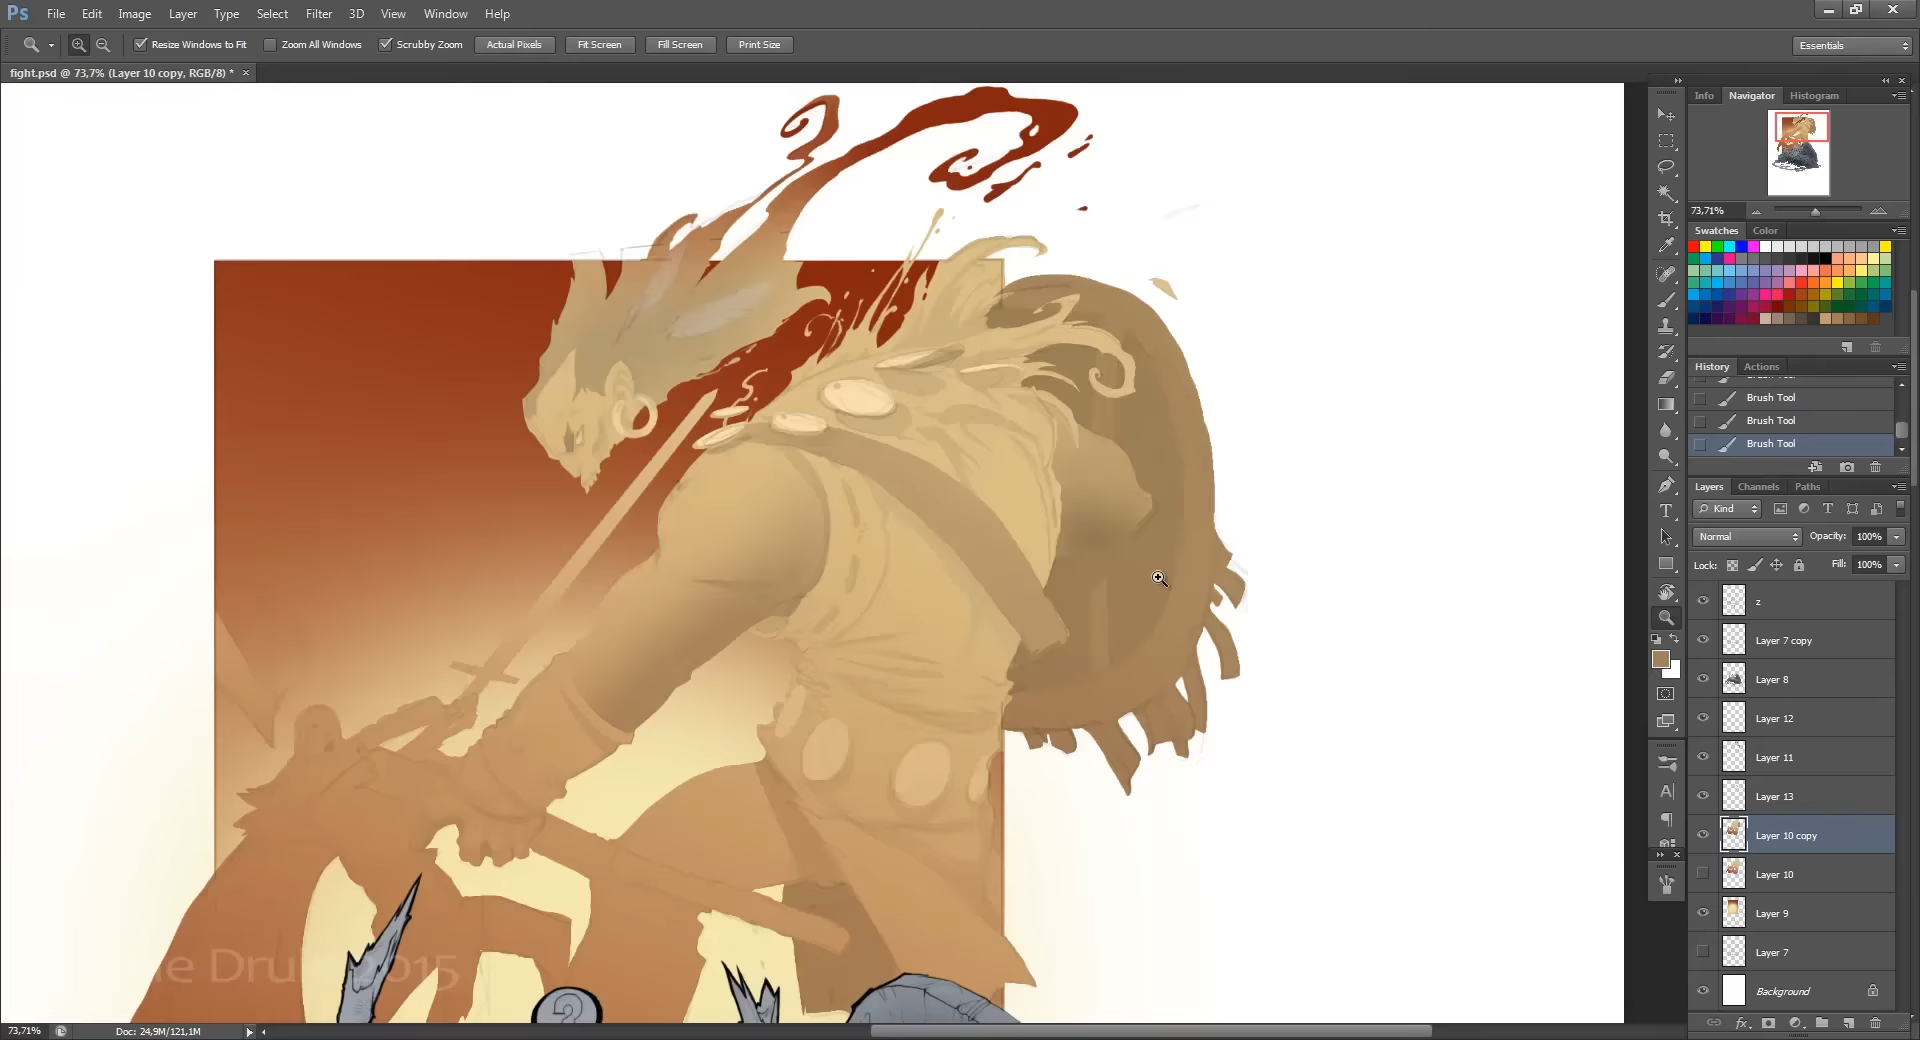 Ps File Edit Image Layer Type Select Filter 3D View Window Help
Resize Windows to Fit Zoom All Windows Scrubby Zoom Actual Pixels Fit Screen Fill Screen Print Size Essentials
fight.psd @ 73,7% (Layer 10 copy, RGB/8) * ×
Info Navigator Histogram
73,71%
Swatches Color
History Actions
Brush Tool
Brush Tool
Brush Tool
Layers Channels Paths
Kind
Normal Opacity: 100%
Lock: Fill: 100%
z
Layer 7 copy
Layer 8
Layer 12
Layer 11
Layer 13
Layer 10 copy
Layer 10
Layer 9
Layer 7
Background
2015
?
73,71% Doc: 24,9M/121,1M